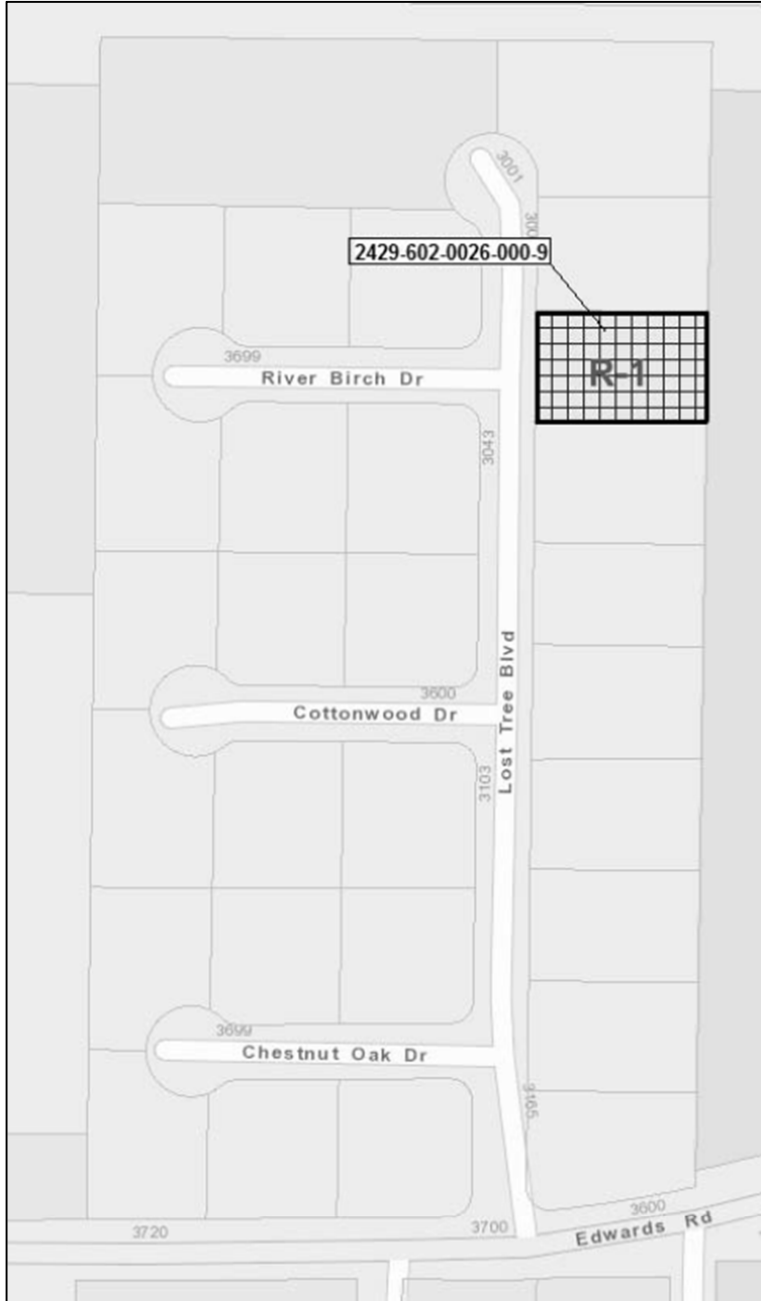 3001
300
2429-602-0026-000-9
R-1
3699
River Birch Dr
3043
Lost Tree Blvd
3600
Cottonwood Dr
3103
3699
Chestnut Oak Dr
3165
3600
3720
3700
Edwards Rd